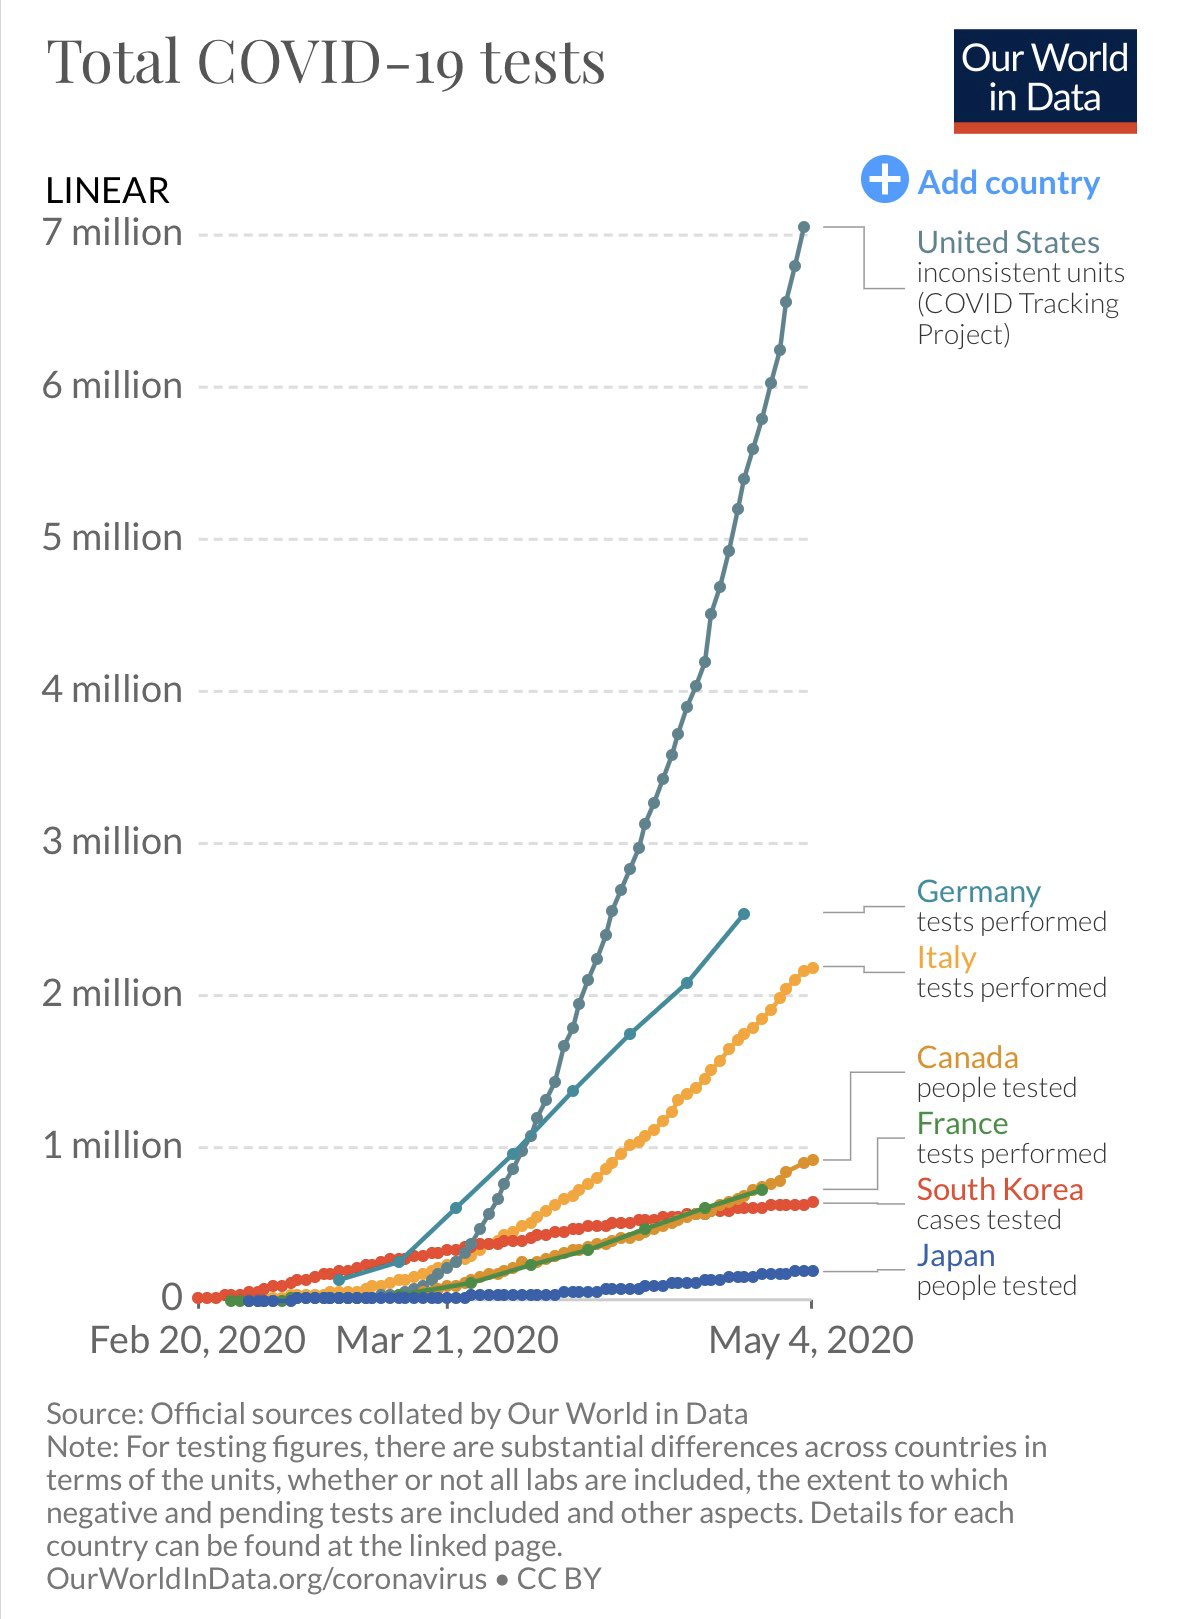 Total COVID-19 tests
Our World
in Data
LINEAR
Add country
7 million
6 million
5 million
4 million
3 million
2 million
1 million
0
United States
inconsistent units
(COVID Tracking
Project)
Germany
tests performed
Italy
tests performed
Canada
people tested
France
tests performed
South Korea
cases tested
Japan
people tested
Feb 20, 2020
Mar 21, 2020
May 4, 2020
Source: Official sources collated by Our World in Data
Note: For testing figures, there are substantial differences across countries in
terms of the units, whether or not all labs are included, the extent to which
negative and pending tests are included and other aspects. Details for each
country can be found at the linked page.
OurWorldInData.org/coronavirus • CC BY